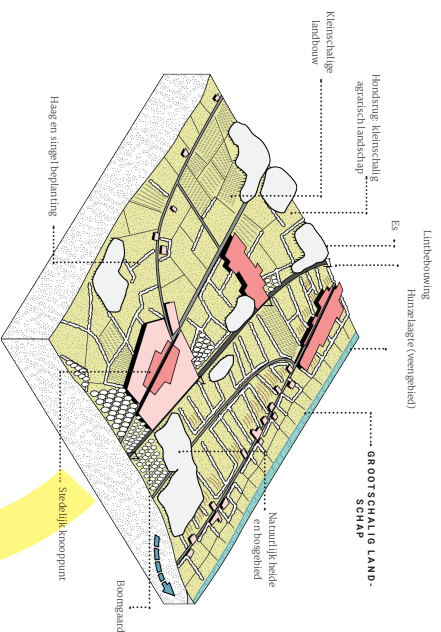 Kleinschalige
landbouw
Hondsrug: kleinschalig
agrarisch landschap
Es
Lintbebouwing
Hunzelaagte (veengebied)
GROOTSCHALIG LAND-
SCHAP
Haag en singel beplanting
Stedelijk knooppunt
Natuurlijk heide
en bosgebied
Boomgaard